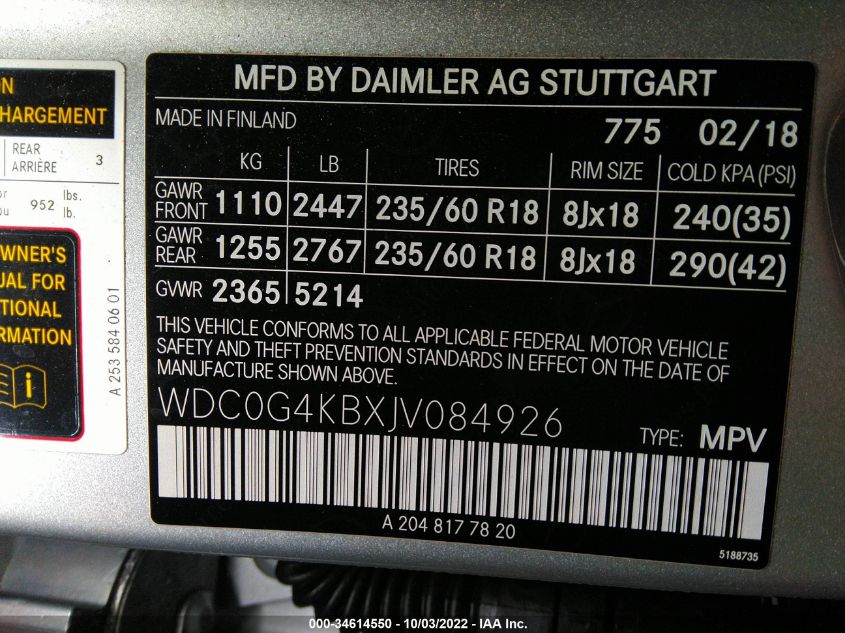 ON
HARGEMENT
REAR
ARRIÈRE 3
or
ou 952 lbs.
lb.
OWNER'S
UAL FOR
TIONAL
RMATION
A 253 584 06 01
MFD BY DAIMLER AG STUTTGART
MADE IN FINLAND 775 02/18
KG LB TIRES RIM SIZE COLD KPA (PSI)
GAWR FRONT 1110 2447 235/60 R18 8Jx18 240(35)
GAWR REAR 1255 2767 235/60 R18 8Jx18 290(42)
GVWR 2365 5214
THIS VEHICLE CONFORMS TO ALL APPLICABLE FEDERAL MOTOR VEHICLE
SAFETY AND THEFT PREVENTION STANDARDS IN EFFECT ON THE DATE OF
MANUFACTURE SHOWN ABOVE.
WDC0G4KBXJV084926
TYPE: MPV
A 204 817 78 20
5188735
000-34614550 - 10/03/2022 - IAA Inc.